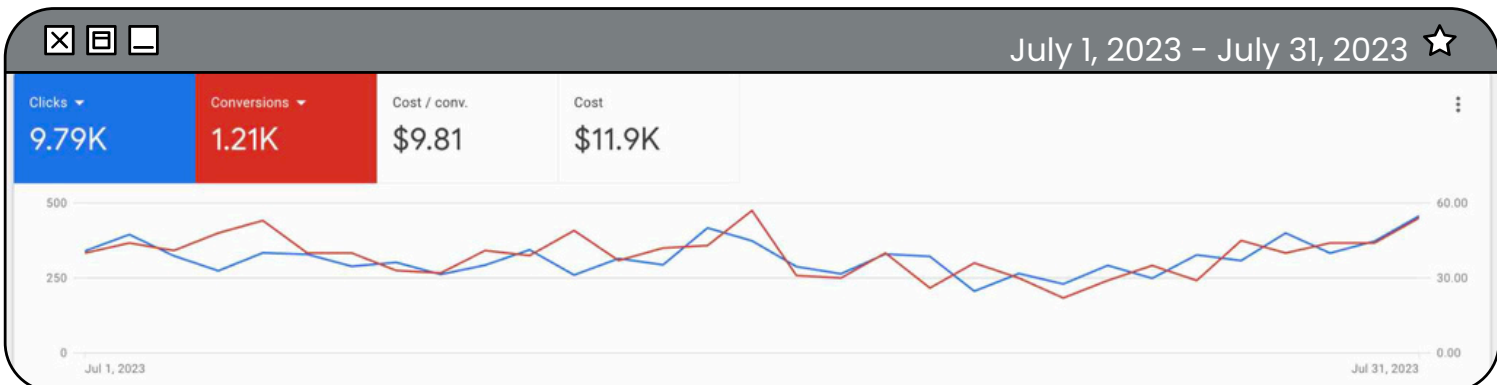 July 1, 2023 - July 31, 2023
Clicks Conversions Cost / conv. Cost
9.79K 1.21K $9.81 $11.9K
500 60.00
250 30.00
0 0.00
Jul 1, 2023 Jul 31, 2023